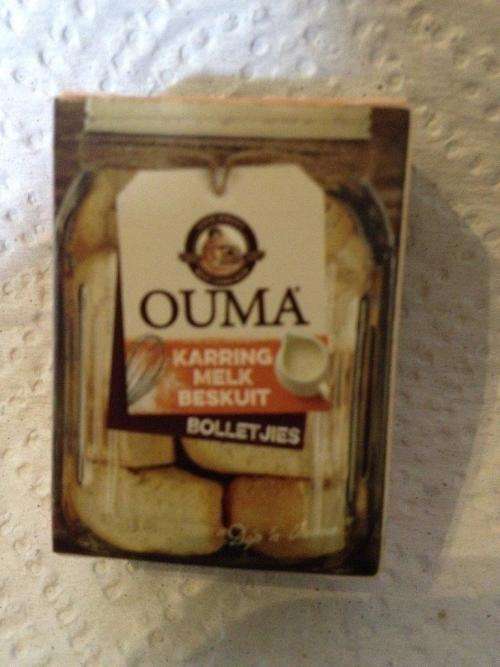 OUMA
KARRING
MELK
BESKUIT
BOLLETJIES